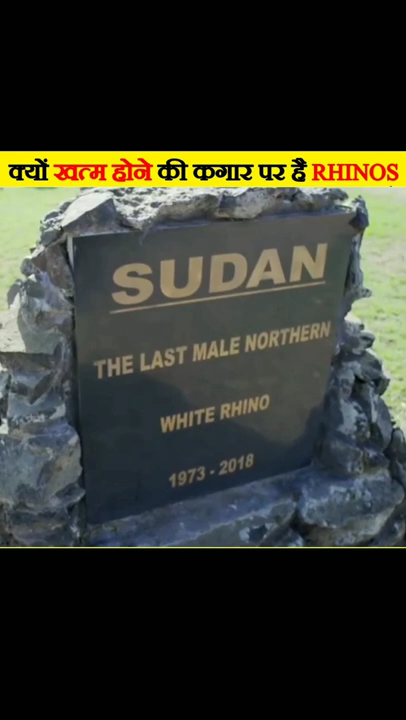 क्यों खत्म होने की कगार पर हैं RHINOS
SUDAN
THE LAST MALE NORTHERN
WHITE RHINO
1973 - 2018